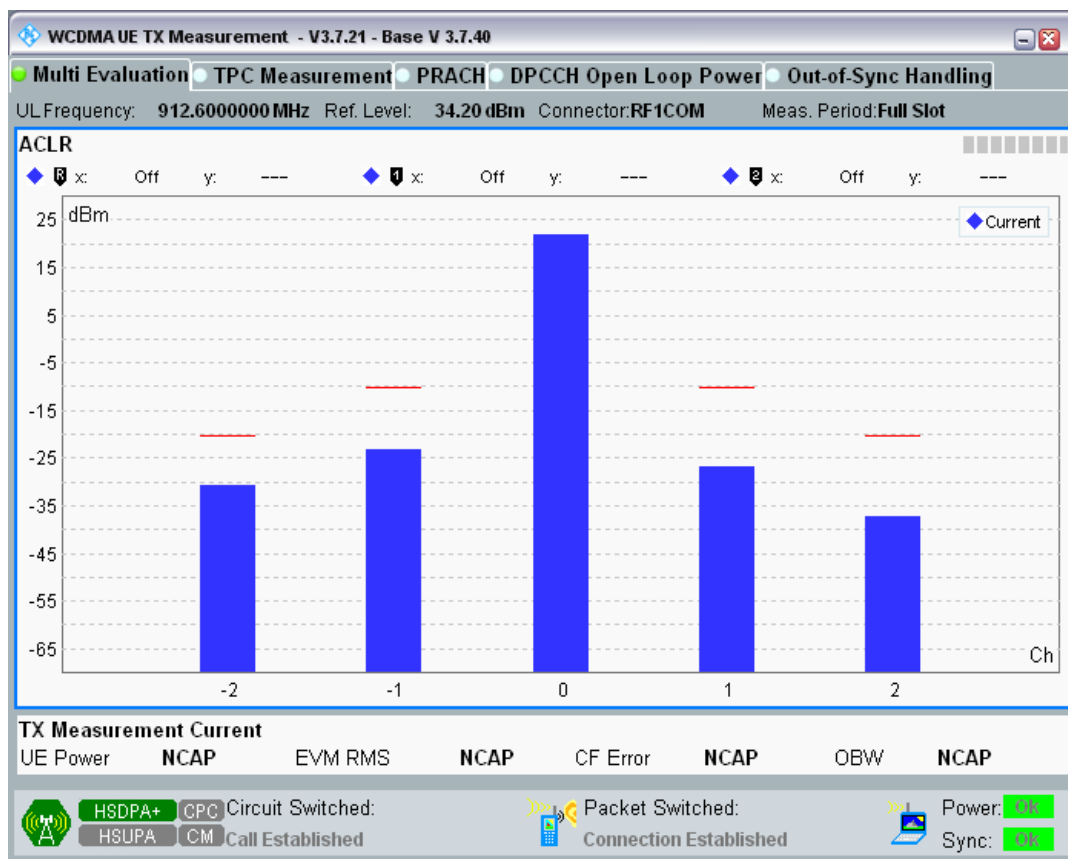 WCDMA UE TX Measurement - V3.7.21 - Base V 3.7.40
Multi Evaluation TPC Measurement PRACH DPCCH Open Loop Power Out-of-Sync Handling
UL Frequency: 912.6000000 MHz Ref. Level: 34.20 dBm Connector:RF1COM Meas. Period:Full Slot
ACLR
R x: Off y: --- 1 x: Off y: --- 2 x: Off y: ---
dBm
Current
25
15
5
-5
-15
-25
-35
-45
-55
-65
Ch
-2 -1 0 1 2
TX Measurement Current
UE Power NCAP EVM RMS NCAP CF Error NCAP OBW NCAP
HSDPA+ CPC Circuit Switched: Packet Switched: Power: Ok
HSUPA CM Call Established Connection Established Sync: Ok